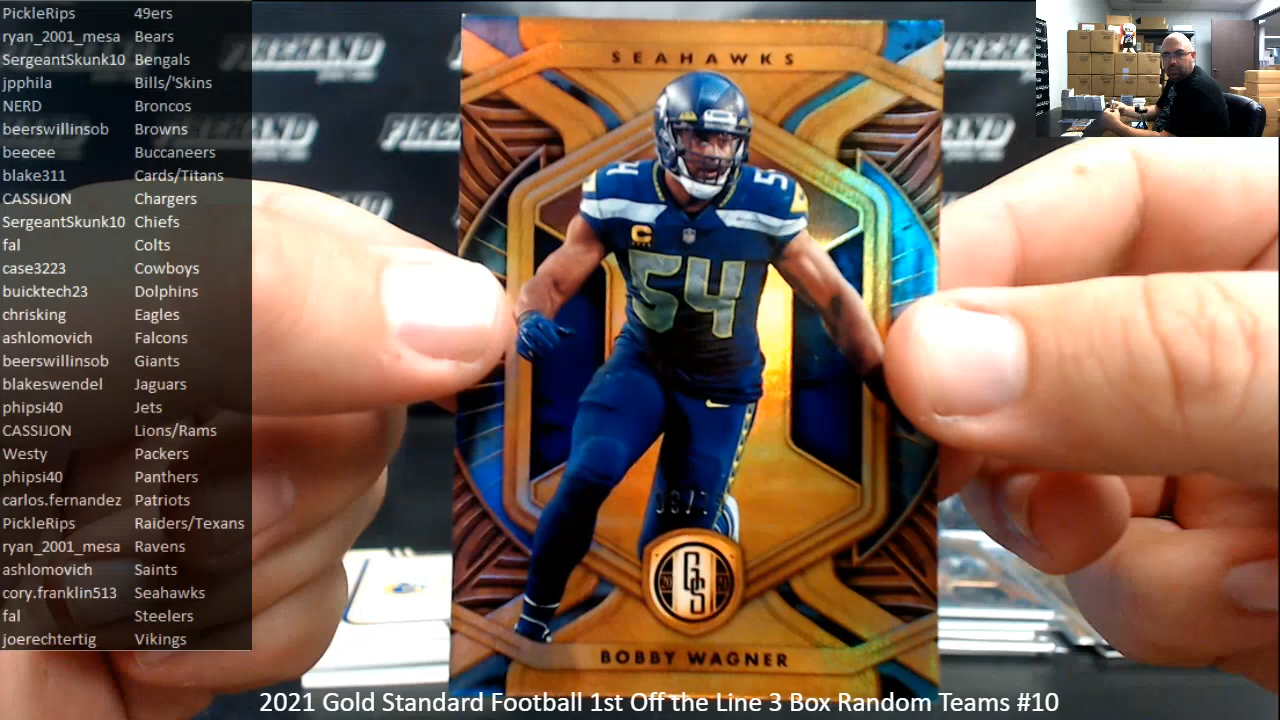 PickleRips 49ers
ryan_2001_mesa Bears
SergeantSkunk10 Bengals
jpphila Bills/'Skins
NERD Broncos
beerswillinsob Browns
beecee Buccaneers
blake311 Cards/Titans
CASSIJON Chargers
SergeantSkunk10 Chiefs
fal Colts
case3223 Cowboys
buicktech23 Dolphins
chrisking Eagles
ashlomovich Falcons
beerswillinsob Giants
blakeswendel Jaguars
phipsi40 Jets
CASSIJON Lions/Rams
Westy Packers
phipsi40 Panthers
carlos.fernandez Patriots
PickleRips Raiders/Texans
ryan_2001_mesa Ravens
ashlomovich Saints
cory.franklin513 Seahawks
fal Steelers
joerechtertig Vikings
FIREHAND
SEAHAWKS
54
54
C
54
GS
BOBBY WAGNER
2021 Gold Standard Football 1st Off the Line 3 Box Random Teams #10